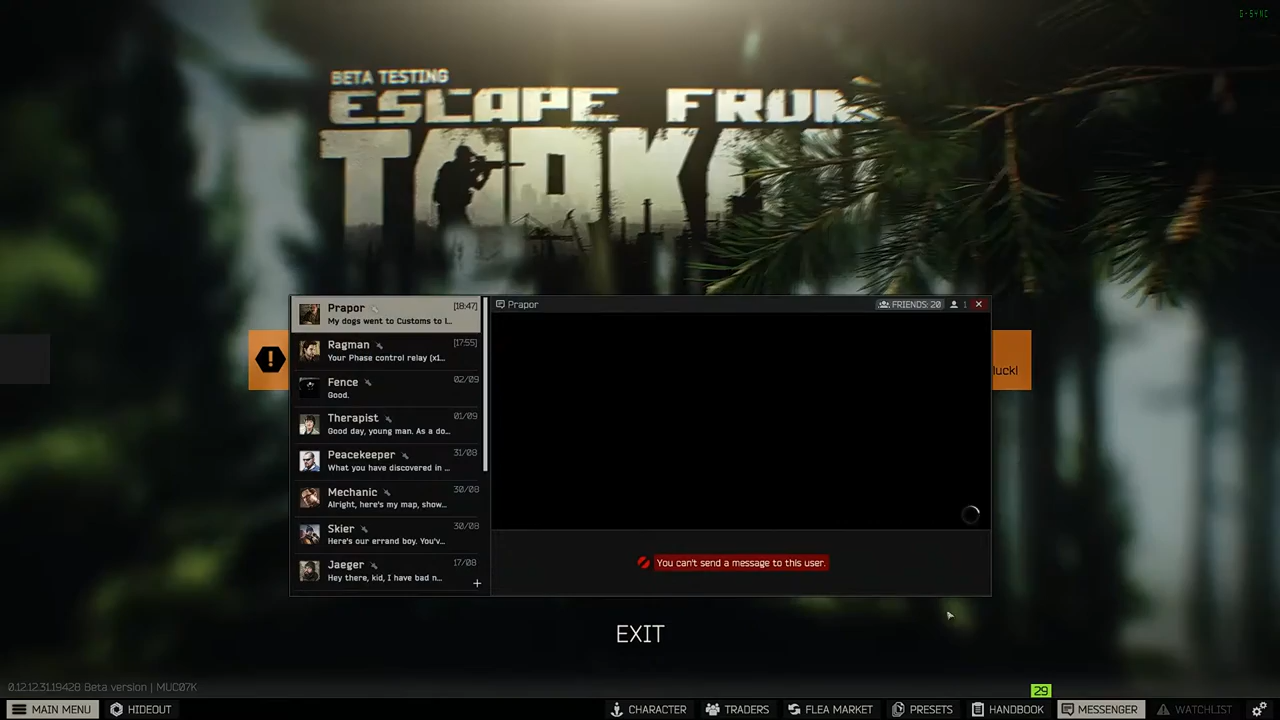 G-SYNC
BETA TESTING
ESCAPE FROM
TARKOV
Prapor
[18:47]
My dogs went to Customs to l...
Ragman
[17:55]
Your Phase control relay (x1...
Fence
02/09
Good.
Therapist
01/09
Good day, young man. As a do...
Peacekeeper
31/08
What you have discovered in ...
Mechanic
30/08
Alright, here's my map, show...
Skier
30/08
Here's our errand boy. You'v...
Jaeger
17/08
Hey there, kid, I have bad n...
+
Prapor
FRIENDS: 20
1
luck!
You can't send a message to this user.
EXIT
0.12.12.31.19428 Beta version | MUC07K
29
MAIN MENU
HIDEOUT
CHARACTER
TRADERS
FLEA MARKET
PRESETS
HANDBOOK
MESSENGER
WATCHLIST